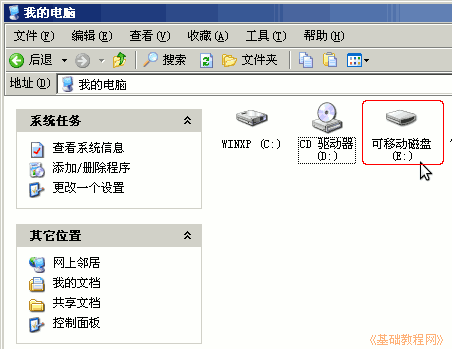 我的电脑
文件(F) 编辑(E) 查看(V) 收藏(A) 工具(T) 帮助(H)
后退 搜索 文件夹
地址(D) 我的电脑
系统任务
查看系统信息
添加/删除程序
更改一个设置
WINXP (C:)
CD 驱动器
(D:)
可移动磁盘
(E:)
其它位置
网上邻居
我的文档
共享文档
控制面板
《基础教程网》